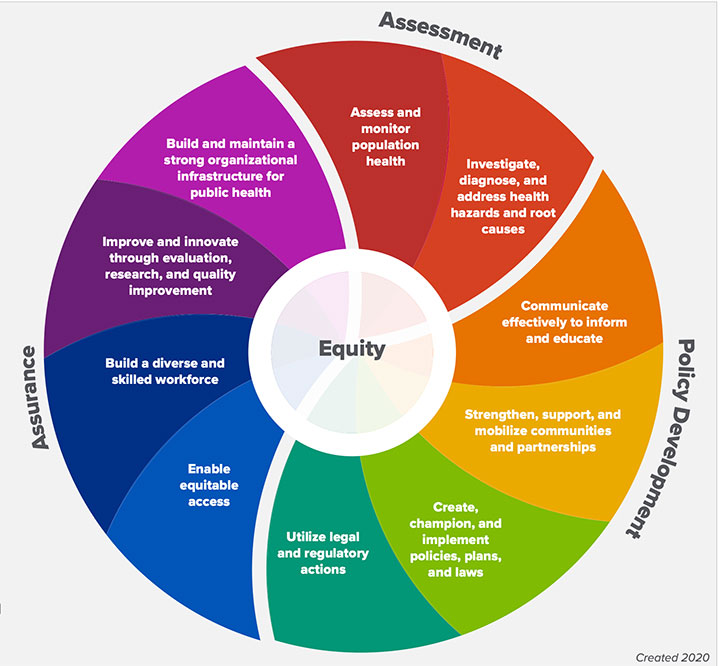 Assessment
Assess and
monitor
population
health
Investigate,
diagnose, and
address health
hazards and root
causes
Policy Development
Communicate
effectively to inform
and educate
Strengthen, support, and
mobilize communities
and partnerships
Create,
champion, and
implement
policies, plans,
and laws
Utilize legal
and regulatory
actions
Assurance
Enable
equitable
access
Build a diverse and
skilled workforce
Improve and innovate
through evaluation,
research, and quality
improvement
Build and maintain a
strong organizational
infrastructure for
public health
Equity
Created 2020